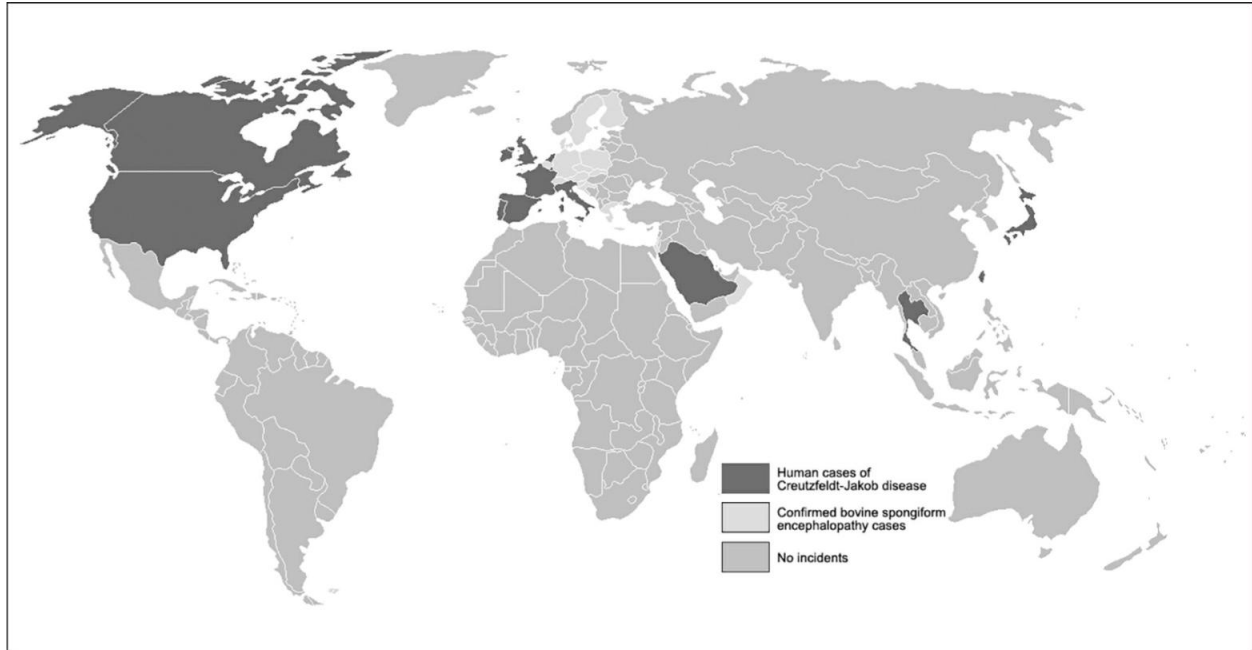 Human cases of
Creutzfeldt-Jakob disease
Confirmed bovine spongiform
encephalopathy cases
No incidents